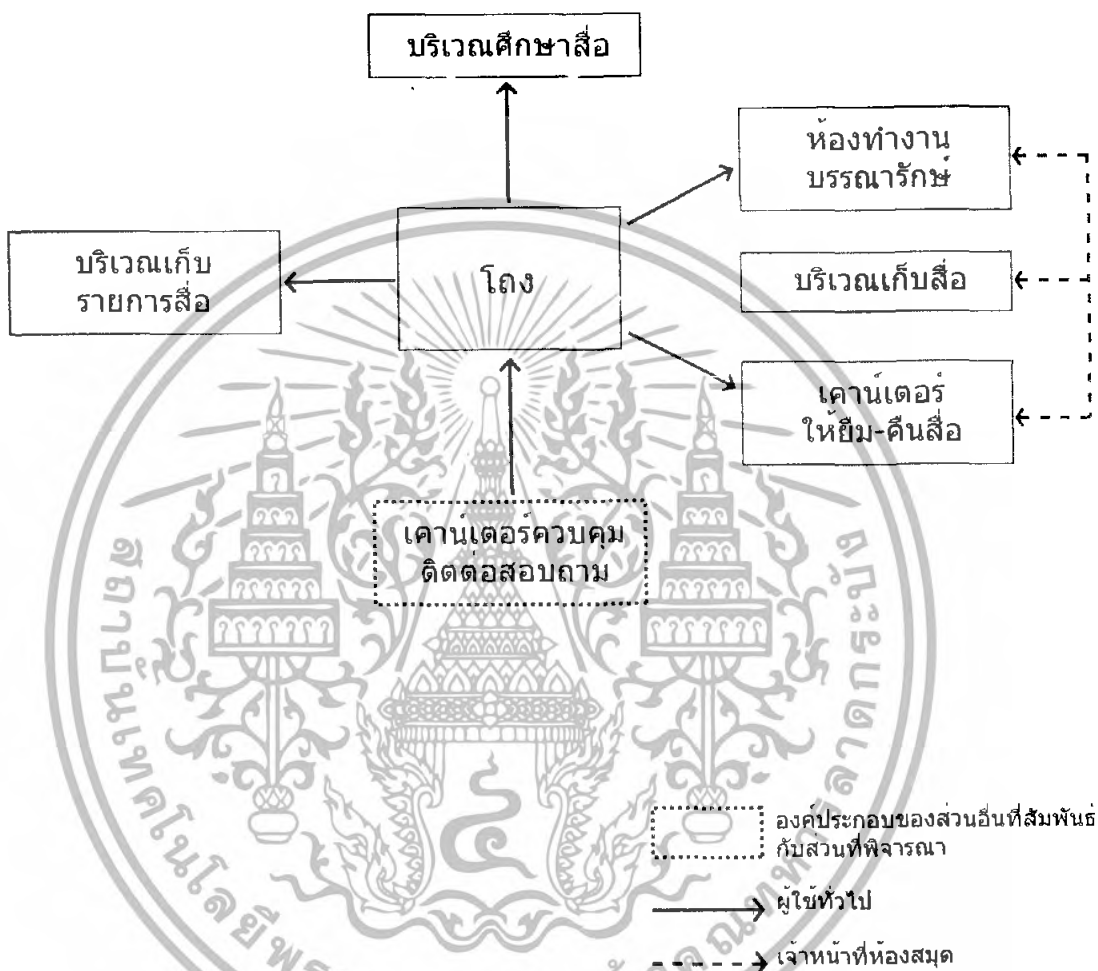 บริเวณศึกษาสื่อ
ห้องทำงาน
บรรณารักษ์
บริเวณเก็บ
รายการสื่อ
โถง
บริเวณเก็บสื่อ
เคาน์เตอร์
ให้ยืม-คืนสื่อ
เคาน์เตอร์ควบคุม
ติดต่อสอบถาม
องค์ประกอบของส่วนอื่นที่สัมพันธ์
กับส่วนที่พิจารณา
ผู้ใช้ทั่วไป
เจ้าหน้าที่ห้องสมุด